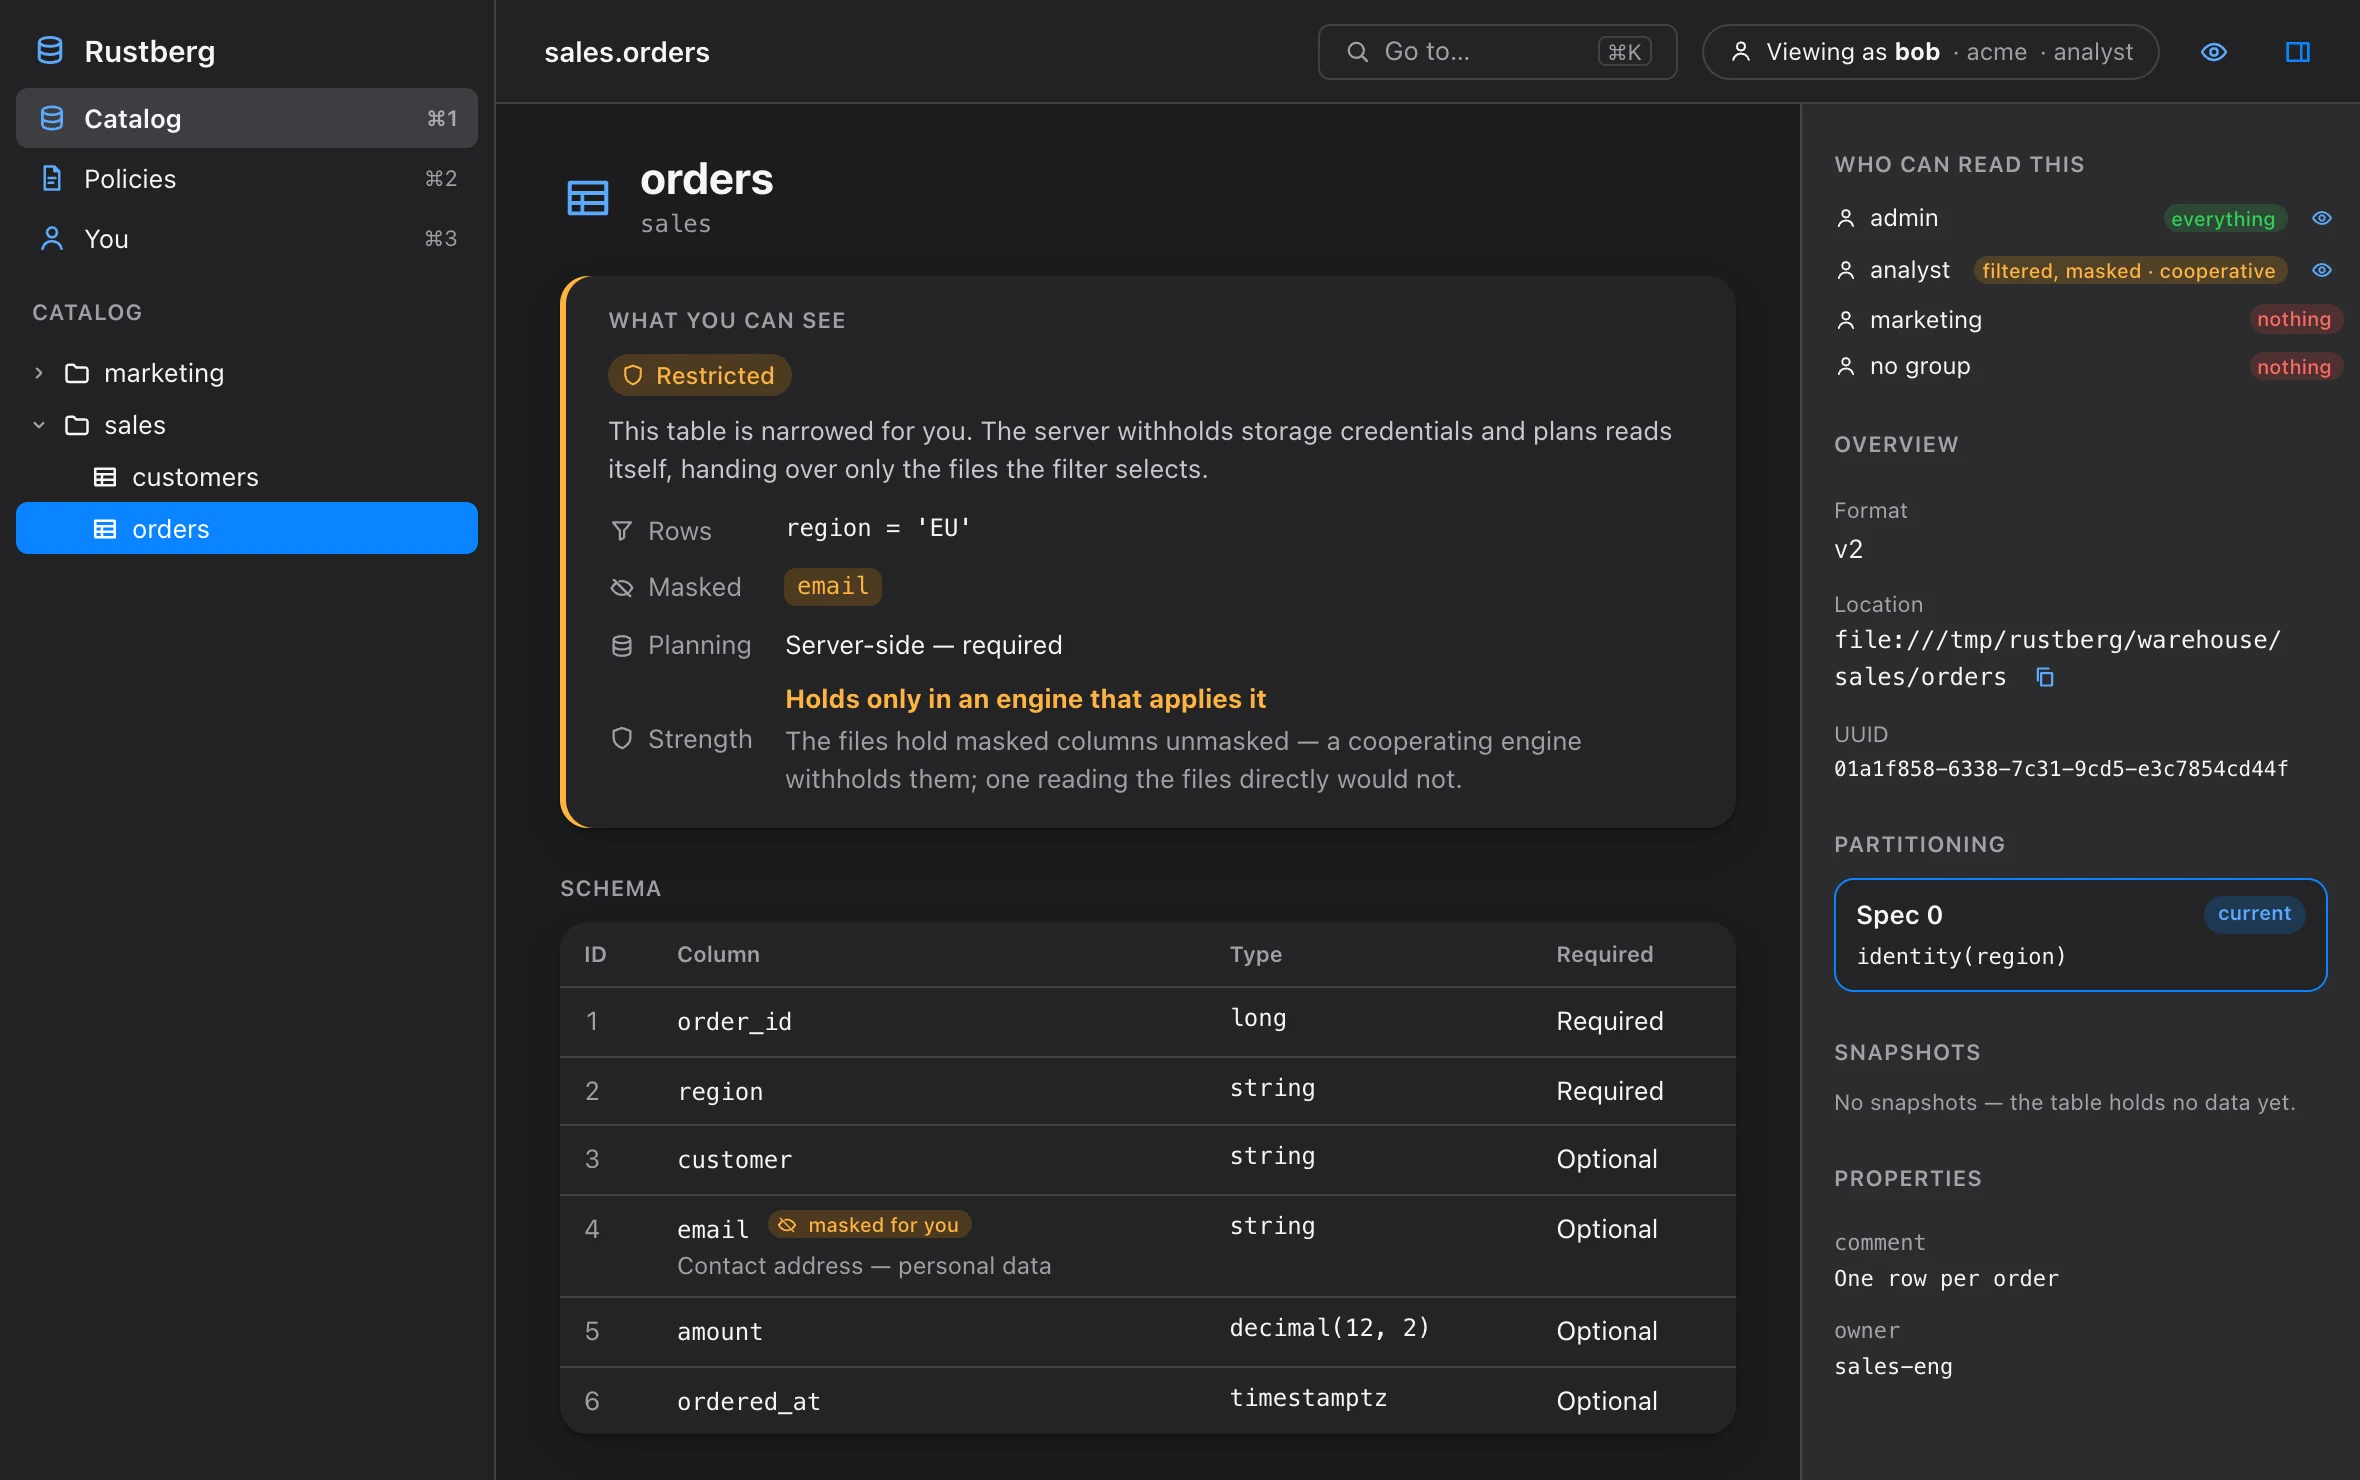 Rustberg
Catalog ⌘1
Policies ⌘2
You ⌘3
CATALOG
marketing
sales
customers
orders
sales.orders
Go to... ⌘K
Viewing as bob · acme · analyst
orders
sales
WHAT YOU CAN SEE
Restricted
This table is narrowed for you. The server withholds storage credentials and plans reads
itself, handing over only the files the filter selects.
Rows region = 'EU'
Masked email
Planning Server-side — required
Strength Holds only in an engine that applies it
The files hold masked columns unmasked — a cooperating engine
withholds them; one reading the files directly would not.
SCHEMA
ID Column Type Required
1 order_id long Required
2 region string Required
3 customer string Optional
4 email masked for you string Optional
Contact address — personal data
5 amount decimal(12, 2) Optional
6 ordered_at timestamptz Optional
WHO CAN READ THIS
admin everything
analyst filtered, masked · cooperative
marketing nothing
no group nothing
OVERVIEW
Format
v2
Location
file:///tmp/rustberg/warehouse/
sales/orders
UUID
01a1f858-6338-7c31-9cd5-e3c7854cd44f
PARTITIONING
Spec 0 current
identity(region)
SNAPSHOTS
No snapshots — the table holds no data yet.
PROPERTIES
comment
One row per order
owner
sales-eng